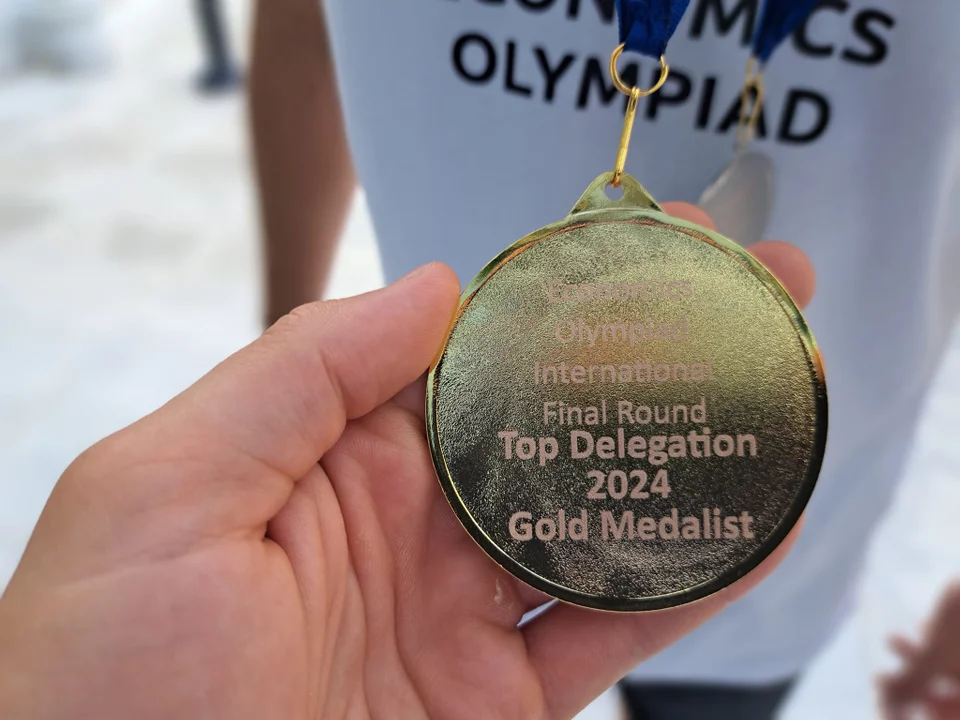 OLYMPIAD
Economics
Olympiad
International
Final Round
Top Delegation
2024
Gold Medalist